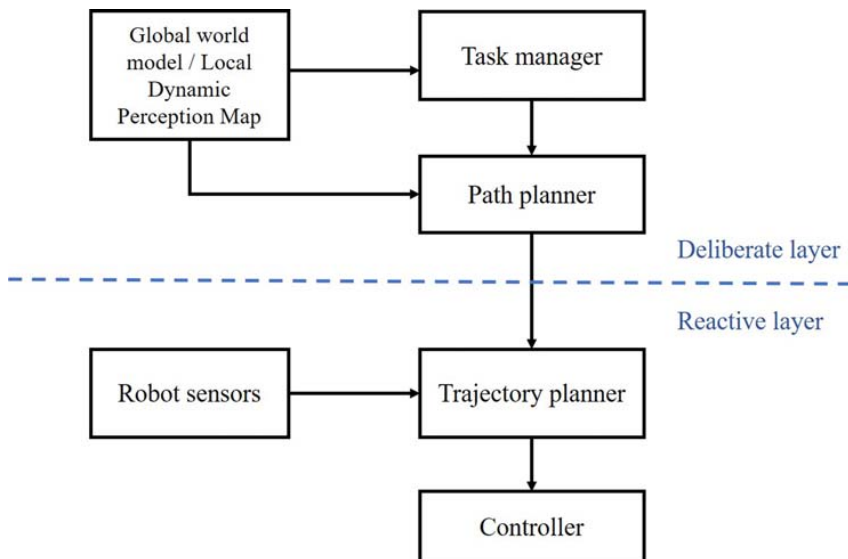 Global world
model / Local
Dynamic
Perception Map
Task manager
Path planner
Deliberate layer
Reactive layer
Robot sensors
Trajectory planner
Controller